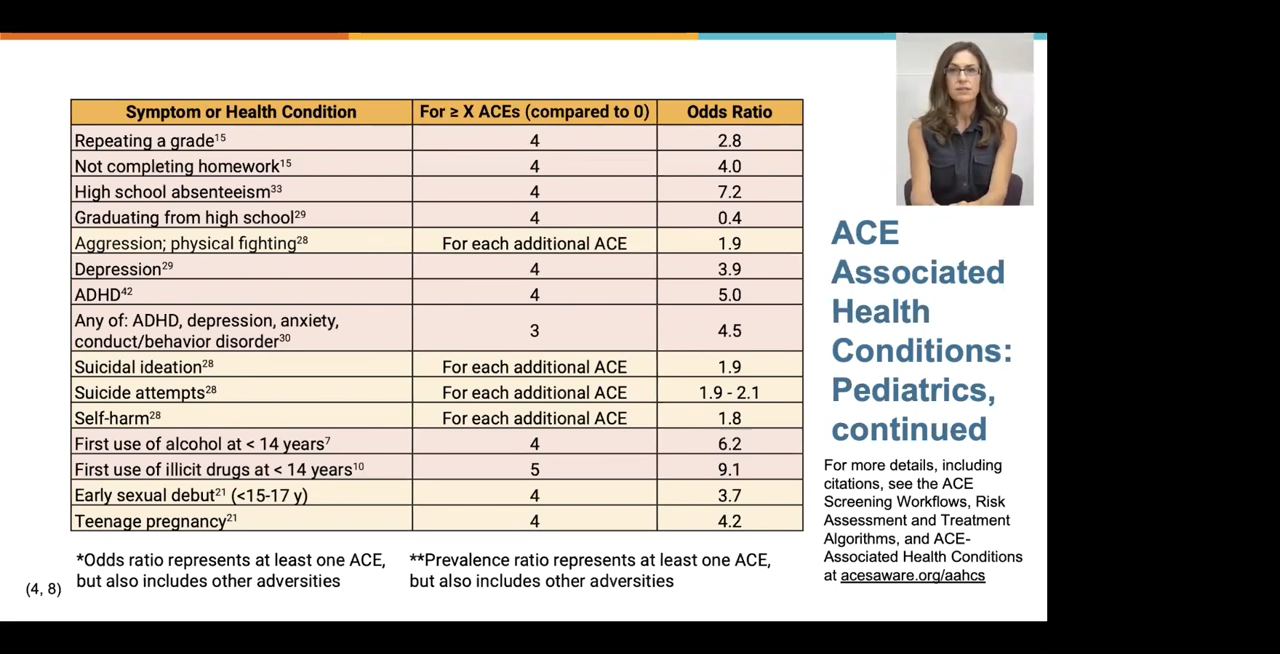 Symptom or Health Condition For ≥ X ACEs (compared to 0) Odds Ratio
Repeating a grade¹⁵ 4 2.8
Not completing homework¹⁵ 4 4.0
High school absenteeism³³ 4 7.2
Graduating from high school²⁹ 4 0.4
Aggression; physical fighting²⁸ For each additional ACE 1.9
Depression²⁹ 4 3.9
ADHD⁴² 4 5.0
Any of: ADHD, depression, anxiety,
conduct/behavior disorder³⁰ 3 4.5
Suicidal ideation²⁸ For each additional ACE 1.9
Suicide attempts²⁸ For each additional ACE 1.9 - 2.1
Self-harm²⁸ For each additional ACE 1.8
First use of alcohol at < 14 years⁷ 4 6.2
First use of illicit drugs at < 14 years¹⁰ 5 9.1
Early sexual debut²¹ (<15-17 y) 4 3.7
Teenage pregnancy²¹ 4 4.2
*Odds ratio represents at least one ACE,
but also includes other adversities
**Prevalence ratio represents at least one ACE,
but also includes other adversities
(4, 8)
ACE
Associated
Health
Conditions:
Pediatrics,
continued
For more details, including
citations, see the ACE
Screening Workflows, Risk
Assessment and Treatment
Algorithms, and ACE-
Associated Health Conditions
at acesaware.org/aahcs